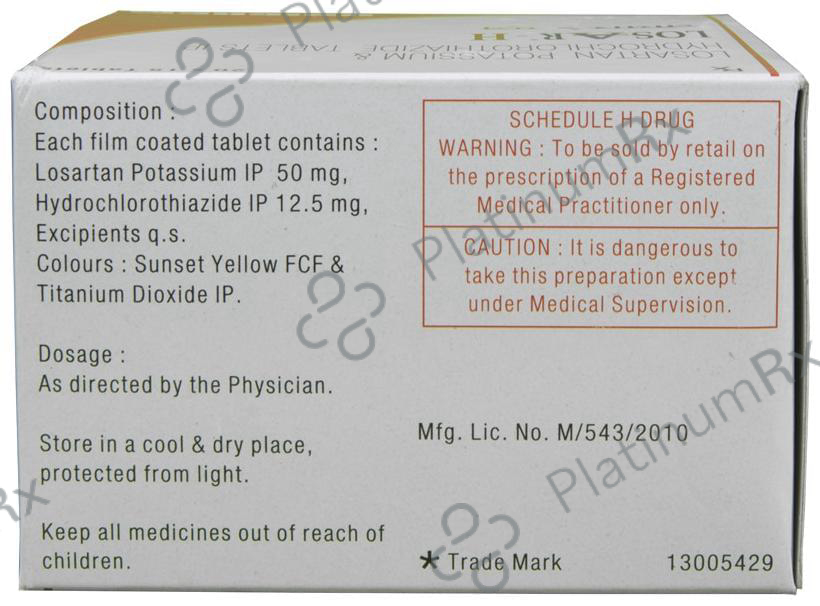 LOSAR-H
HYDROCHLOROTHIAZIDE TABLETS IP
LOSARTAN POTASSIUM &
Rx
Composition :
Each film coated tablet contains :
Losartan Potassium IP 50 mg,
Hydrochlorothiazide IP 12.5 mg,
Excipients q.s.
Colours : Sunset Yellow FCF &
Titanium Dioxide IP.
Dosage :
As directed by the Physician.
Store in a cool & dry place,
protected from light.
Keep all medicines out of reach of
children.
SCHEDULE H DRUG
WARNING : To be sold by retail on
the prescription of a Registered
Medical Practitioner only.
CAUTION : It is dangerous to
take this preparation except
under Medical Supervision.
Mfg. Lic. No. M/543/2010
* Trade Mark
13005429
PlatinumRx
PlatinumRx
PlatinumRx
Rx